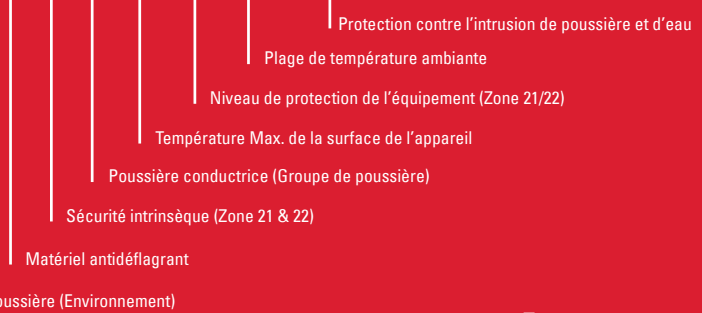 Protection contre l'intrusion de poussière et d'eau
Plage de température ambiante
Niveau de protection de l'équipement (Zone 21/22)
Température Max. de la surface de l'appareil
Poussière conductrice (Groupe de poussière)
Sécurité intrinsèque (Zone 21 & 22)
Matériel antidéflagrant
oussière (Environnement)